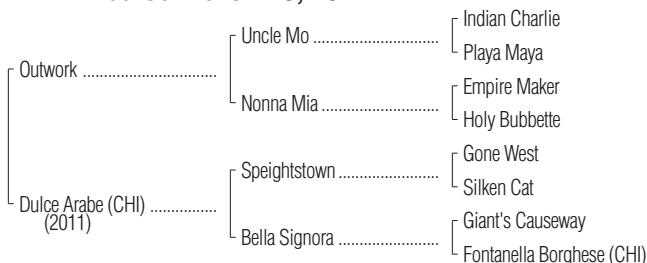 Indian Charlie
Uncle Mo
Playa Maya
Outwork
Empire Maker
Nonna Mia
Holy Bubbette
Gone West
Speightstown
Silken Cat
Dulce Arabe (CHI)
(2011)
Giant's Causeway
Bella Signora
Fontanella Borghese (CHI)